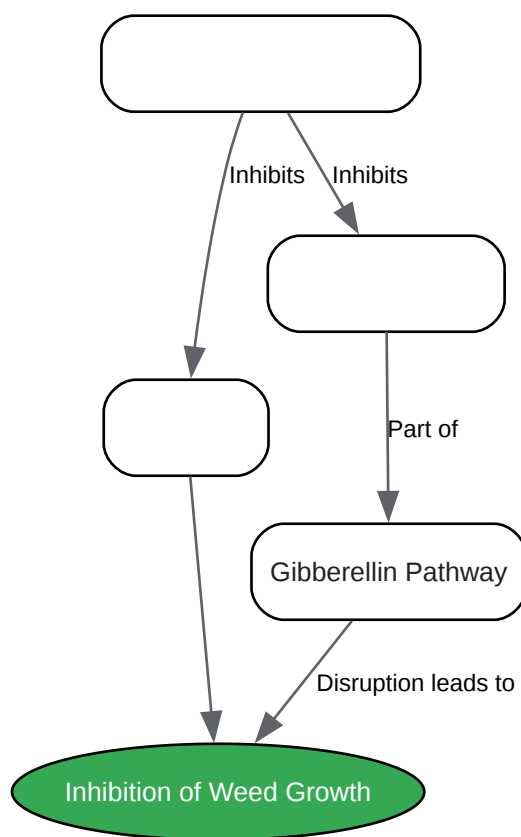 Inhibits
Inhibits
Part of
Gibberellin Pathway
Disruption leads to
Inhibition of Weed Growth